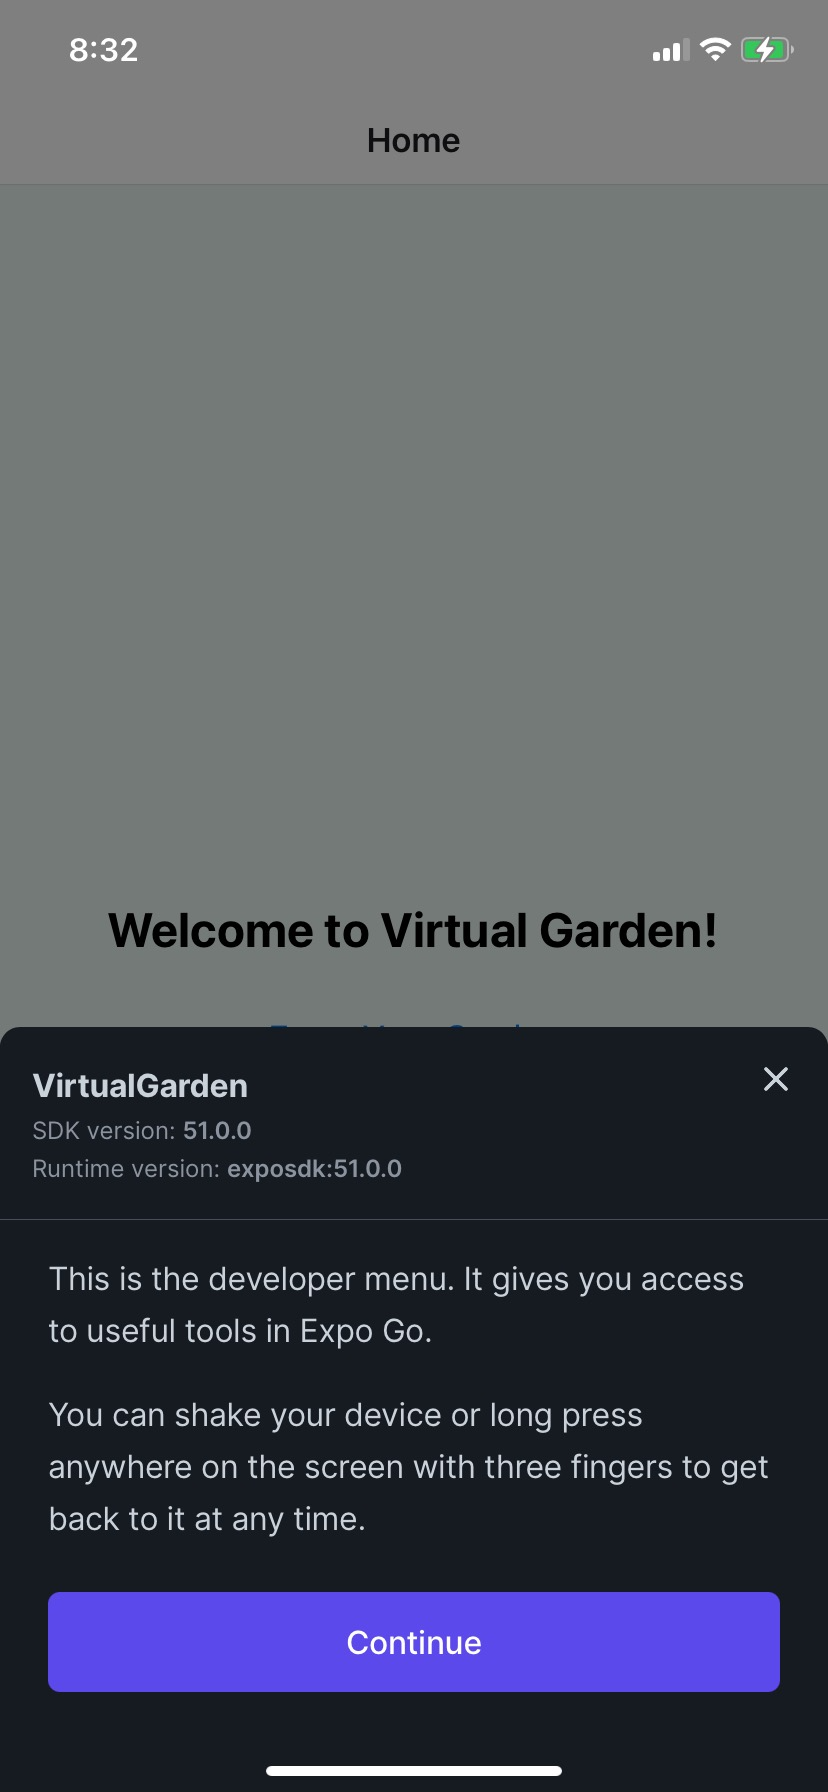 8:32
Home
Welcome to Virtual Garden!
VirtualGarden
SDK version: 51.0.0
Runtime version: exposdk:51.0.0
This is the developer menu. It gives you access
to useful tools in Expo Go.
You can shake your device or long press
anywhere on the screen with three fingers to get
back to it at any time.
Continue